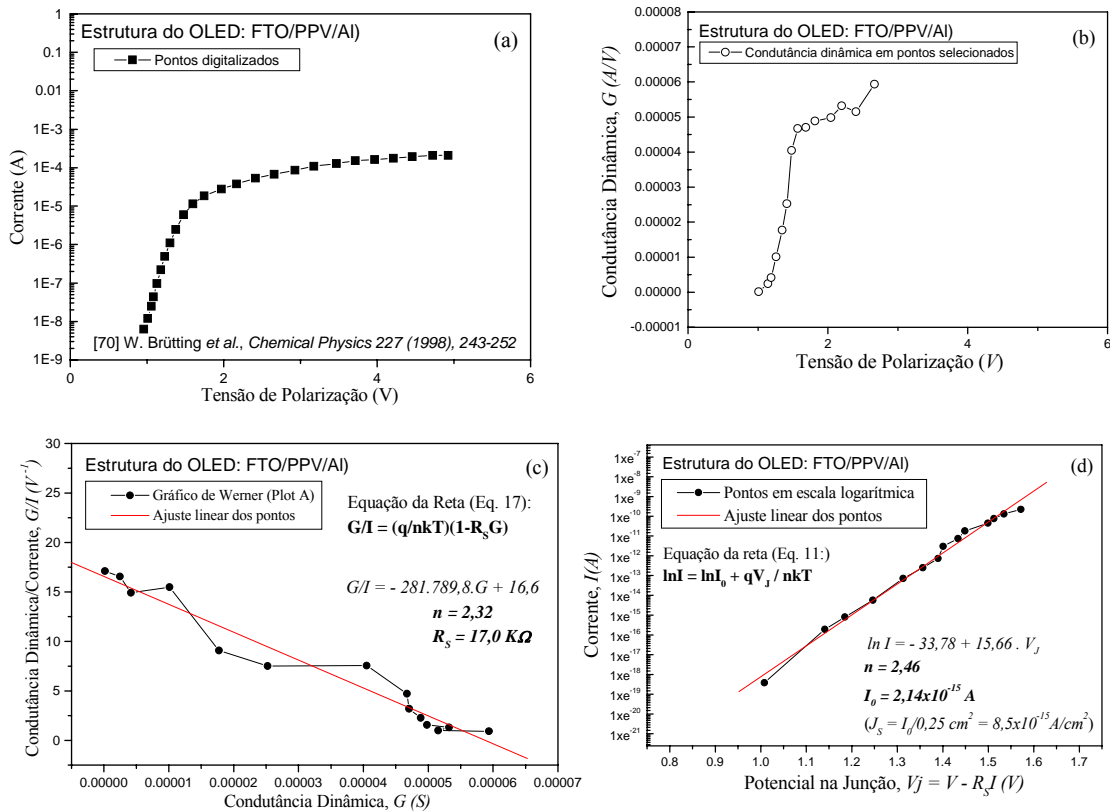 Estrutura do OLED: FTO/PPV/Al)
(a)
Pontos digitalizados
1
0.1
0.01
1E-3
1E-4
1E-5
1E-6
1E-7
1E-8
1E-9
Corrente (A)
[70] W. Brütting et al., Chemical Physics 227 (1998), 243-252
0 2 4 6
Tensão de Polarização (V)
Estrutura do OLED: FTO/PPV/Al)
(b)
Condutância dinâmica em pontos selecionados
0.00008
0.00007
0.00006
0.00005
0.00004
0.00003
0.00002
0.00001
0.00000
-0.00001
Condutância Dinâmica, G (A/V)
0 1 2 3 4 5 6
Tensão de Polarização (V)
Estrutura do OLED: FTO/PPV/Al)
(c)
Gráfico de Werner (Plot A)
Ajuste linear dos pontos
Equação da Reta (Eq. 17):
G/I = (q/nkT)(1-RSG)
G/I = - 281.789,8.G + 16,6
n = 2,32
RS = 17,0 KΩ
30
25
20
15
10
5
0
Condutância Dinâmica/Corrente, G/I (V⁻¹)
0.00000 0.00001 0.00002 0.00003 0.00004 0.00005 0.00006 0.00007
Condutância Dinâmica, G (S)
Estrutura do OLED: FTO/PPV/Al)
(d)
Pontos em escala logarítmica
Ajuste linear dos pontos
Equação da reta (Eq. 11:)
lnI = lnI0 + qVJ / nkT
ln I = - 33,78 + 15,66 . VJ
n = 2,46
I0 = 2,14x10⁻¹⁵ A
(JS = I0/0,25 cm² = 8,5x10⁻¹⁵A/cm²)
1xe⁻⁷
1xe⁻⁸
1xe⁻⁹
1xe⁻¹⁰
1xe⁻¹¹
1xe⁻¹²
1xe⁻¹³
1xe⁻¹⁴
1xe⁻¹⁵
1xe⁻¹⁶
1xe⁻¹⁷
1xe⁻¹⁸
1xe⁻¹⁹
1xe⁻²⁰
1xe⁻²¹
Corrente, I(A)
0.8 0.9 1.0 1.1 1.2 1.3 1.4 1.5 1.6 1.7
Potencial na Junção, Vj = V - RSI (V)